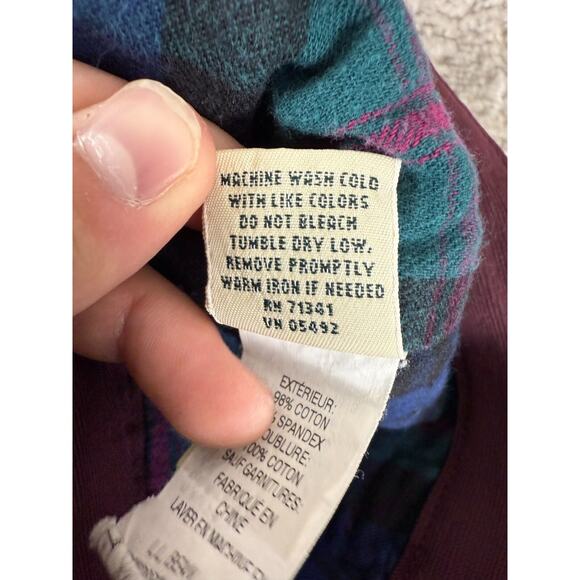 MACHINE WASH COLD
WITH LIKE COLORS
DO NOT BLEACH
TUMBLE DRY LOW,
REMOVE PROMPTLY
WARM IRON IF NEEDED
RN 71341
VN 05492
EXTÉRIEUR:
98% COTON
% SPANDEX
OUBLURE:
100% COTON
SAUF GARNITURES
FABRIQUÉ EN
CHINE
LAVER EN MACHINE
L.L.BEAN